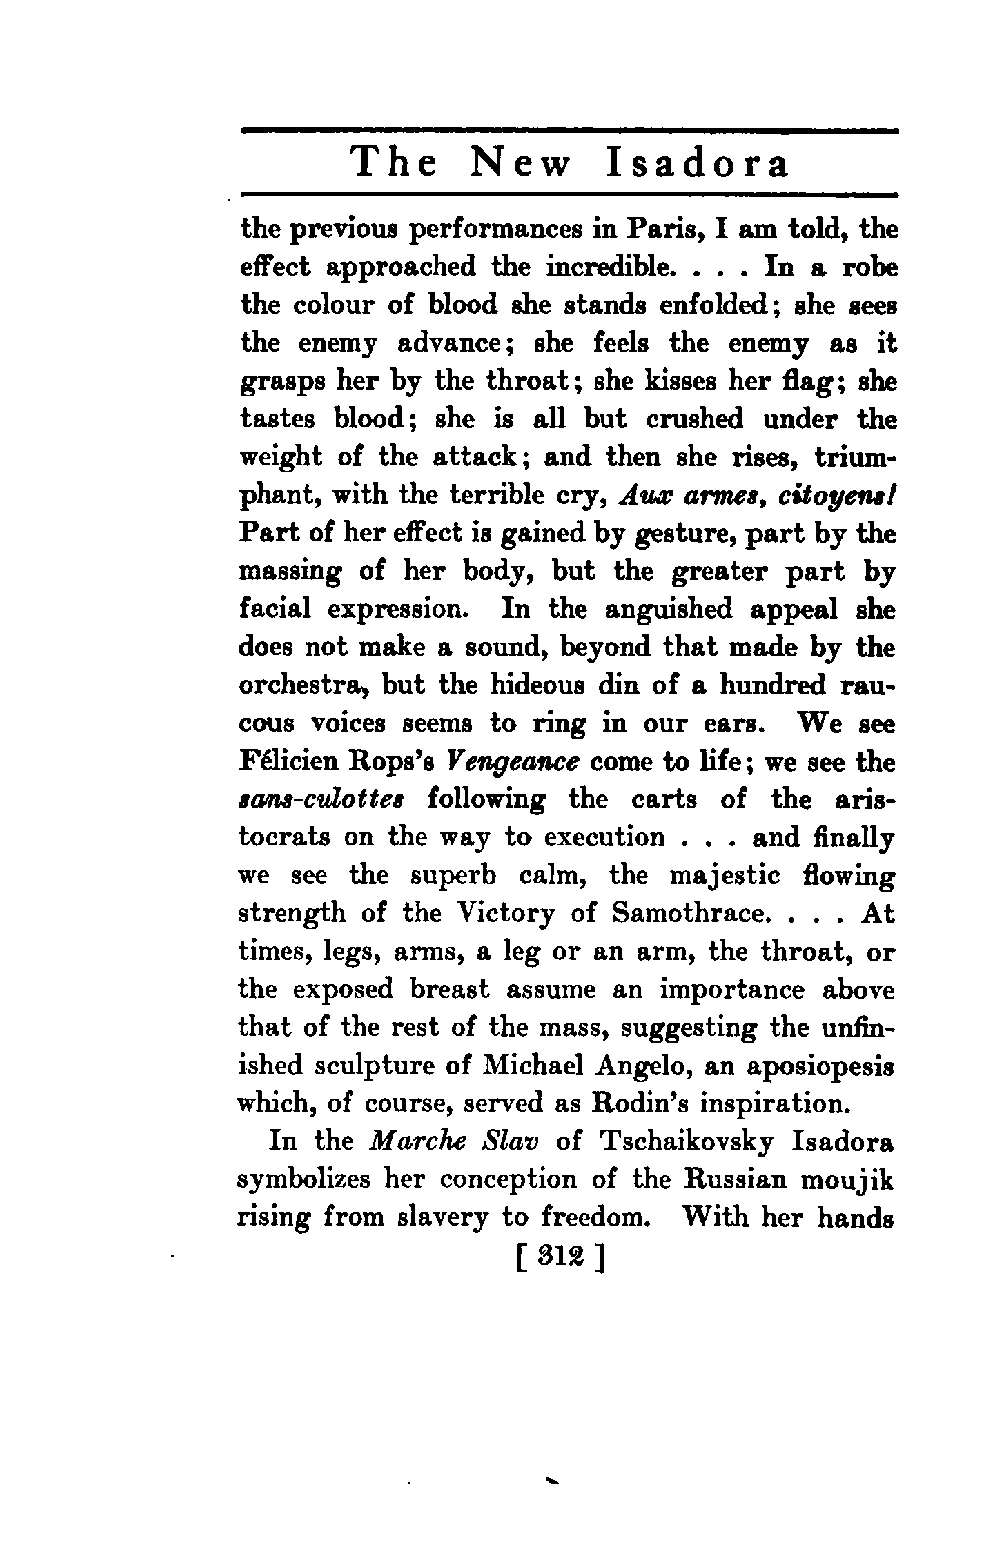 The New Isadora
the previous performances in Paris, I am told, the
effect approached the incredible. . . . In a robe
the colour of blood she stands enfolded; she sees
the enemy advance; she feels the enemy as it
grasps her by the throat; she kisses her flag; she
tastes blood; she is all but crushed under the
weight of the attack; and then she rises, trium-
phant, with the terrible cry, Aux armes, citoyens!
Part of her effect is gained by gesture, part by the
massing of her body, but the greater part by
facial expression. In the anguished appeal she
does not make a sound, beyond that made by the
orchestra, but the hideous din of a hundred rau-
cous voices seems to ring in our ears. We see
Félicien Rops's Vengeance come to life; we see the
sans-culottes following the carts of the aris-
tocrats on the way to execution . . . and finally
we see the superb calm, the majestic flowing
strength of the Victory of Samothrace. . . . At
times, legs, arms, a leg or an arm, the throat, or
the exposed breast assume an importance above
that of the rest of the mass, suggesting the unfin-
ished sculpture of Michael Angelo, an aposiopesis
which, of course, served as Rodin's inspiration.
In the Marche Slav of Tschaikovsky Isadora
symbolizes her conception of the Russian moujik
rising from slavery to freedom. With her hands
[ 312 ]